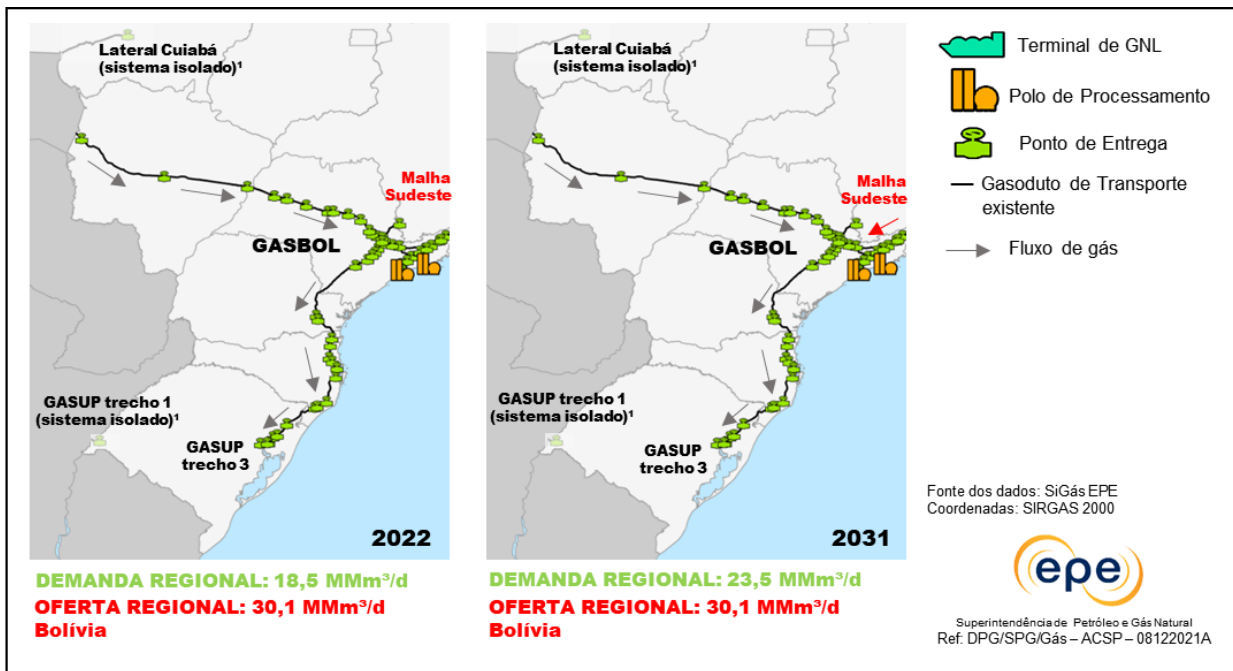 Lateral Cuiabá
(sistema isolado)¹
Malha
Sudeste
GASBOL
GASUP trecho 1
(sistema isolado)¹
GASUP
trecho 3
2022
DEMANDA REGIONAL: 18,5 MMm³/d
OFERTA REGIONAL: 30,1 MMm³/d
Bolívia
Lateral Cuiabá
(sistema isolado)¹
Malha
Sudeste
GASBOL
GASUP trecho 1
(sistema isolado)¹
GASUP
trecho 3
2031
DEMANDA REGIONAL: 23,5 MMm³/d
OFERTA REGIONAL: 30,1 MMm³/d
Bolívia
Terminal de GNL
Polo de Processamento
Ponto de Entrega
Gasoduto de Transporte
existente
Fluxo de gás
Fonte dos dados: SiGás EPE
Coordenadas: SIRGAS 2000
epe
Superintendência de Petróleo e Gás Natural
Ref: DPG/SPG/Gás – ACSP – 08122021A